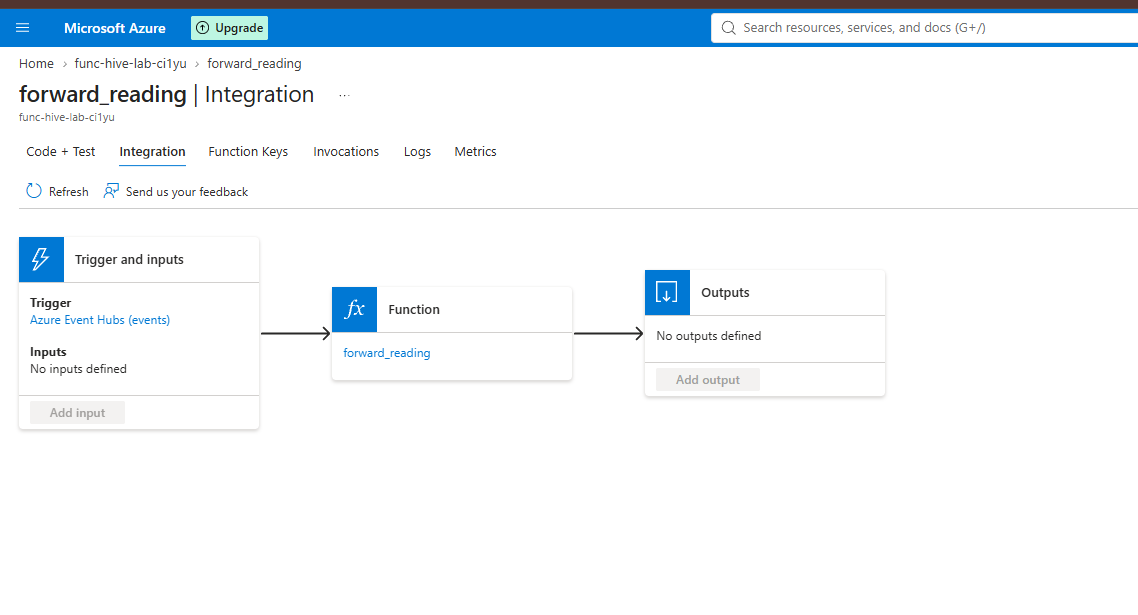 Microsoft Azure
Upgrade
Search resources, services, and docs (G+/)
Home > func-hive-lab-ci1yu > forward_reading
forward_reading | Integration ...
func-hive-lab-ci1yu
Code + Test Integration Function Keys Invocations Logs Metrics
Refresh Send us your feedback
Trigger and inputs
Trigger
Azure Event Hubs (events)
Inputs
No inputs defined
Add input
fx Function
forward_reading
Outputs
No outputs defined
Add output